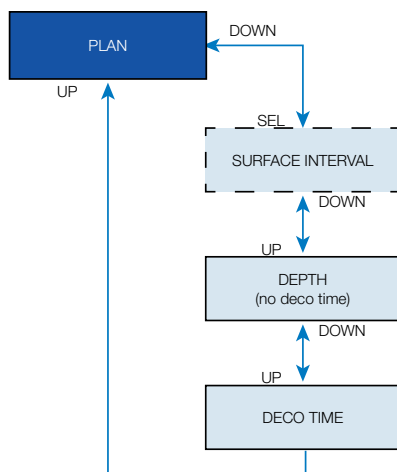 PLAN
DOWN
UP
SEL
SURFACE INTERVAL
DOWN
UP
DEPTH
(no deco time)
DOWN
UP
DECO TIME